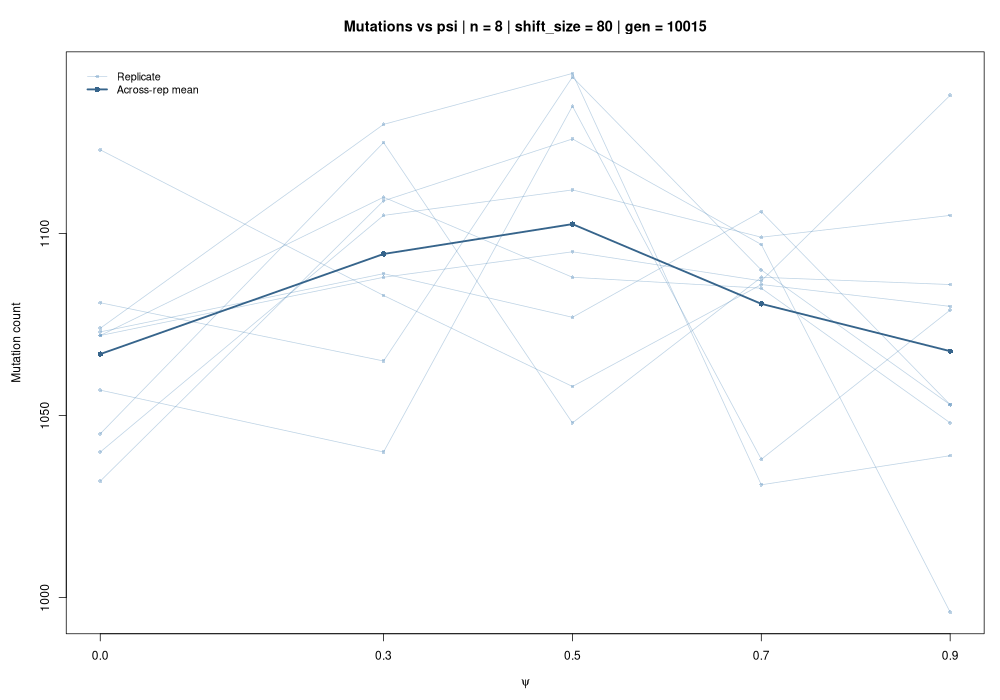 Mutations vs psi | n = 8 | shift_size = 80 | gen = 10015
Replicate
Across-rep mean
Mutation count
1100
1050
1000
0.0
0.3
0.5
0.7
0.9
ψ